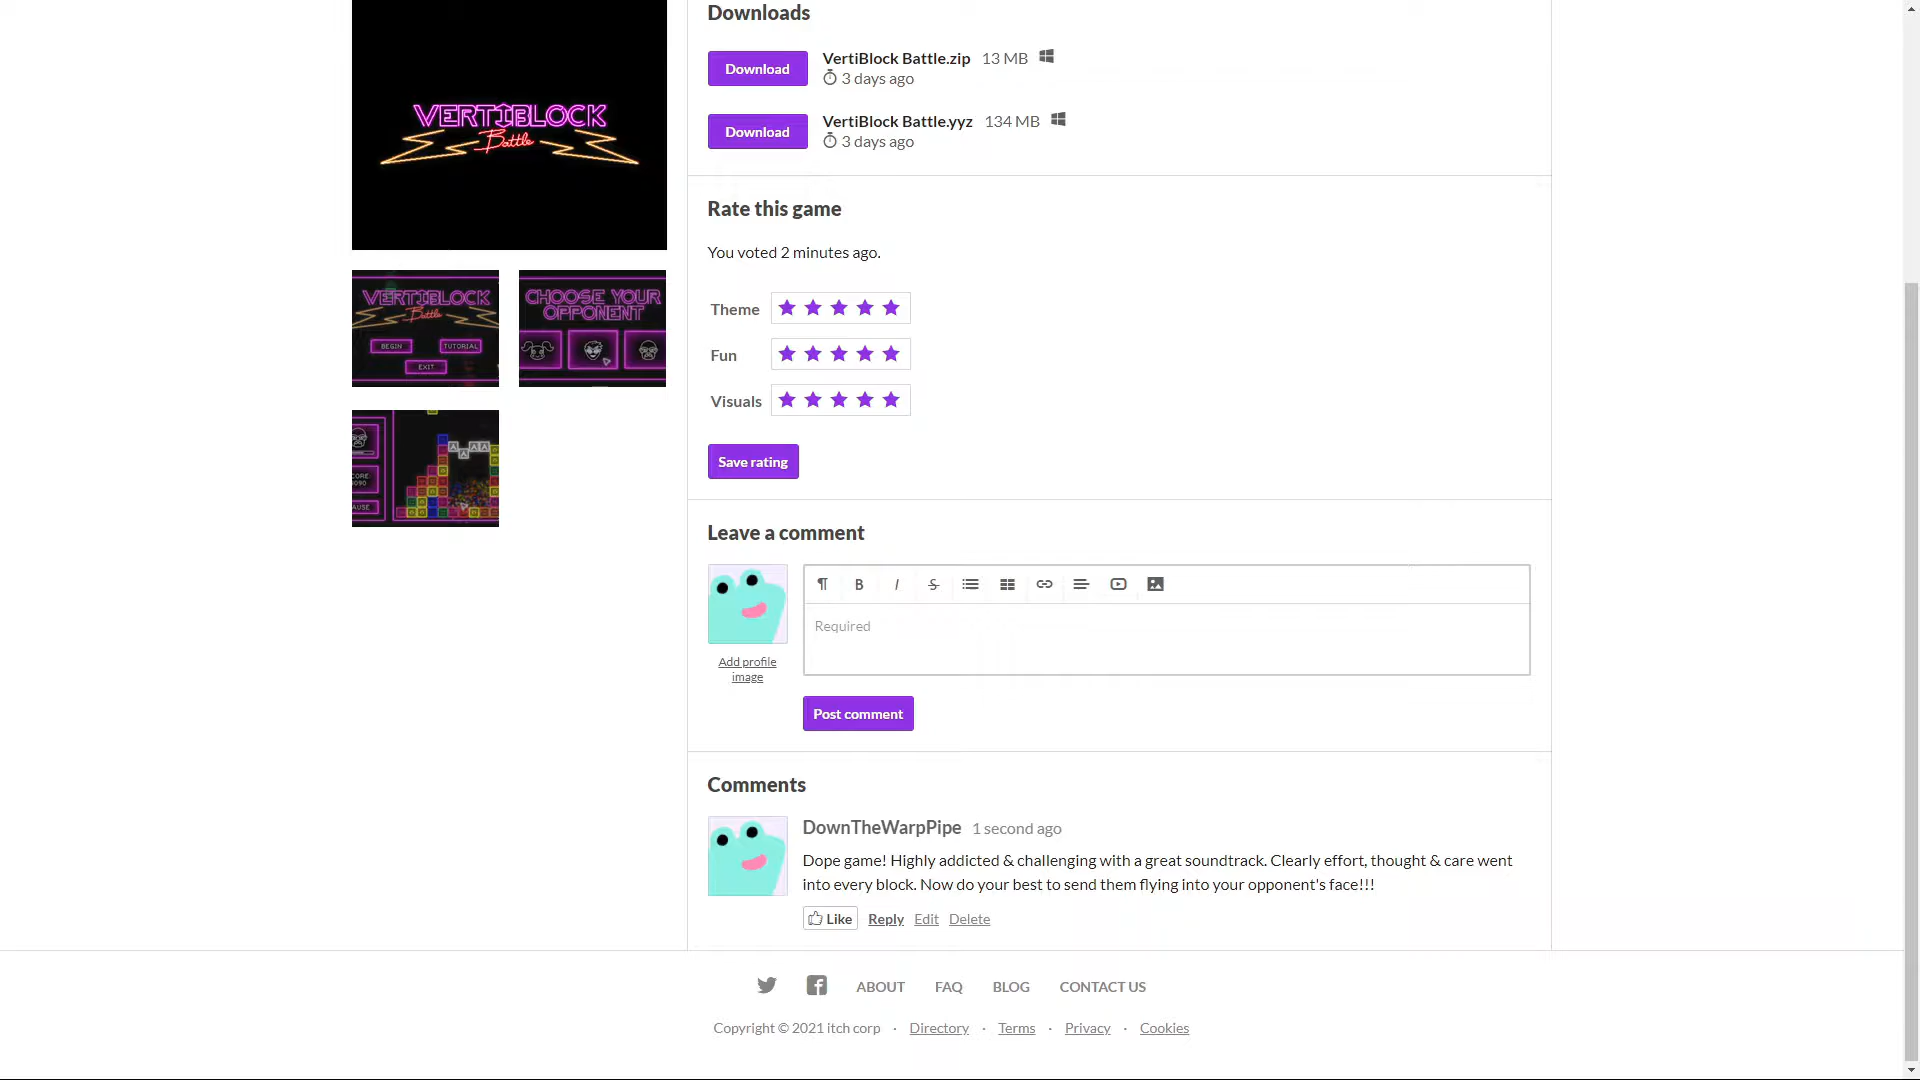 VERTIBLOCK
Battle
VERTIBLOCK
Battle
BEGIN
TUTORIAL
EXIT
CHOOSE YOUR
OPPONENT
Downloads
Download
VertiBlock Battle.zip 13 MB
3 days ago
Download
VertiBlock Battle.yyz 134 MB
3 days ago
Rate this game
You voted 2 minutes ago.
Theme
Fun
Visuals
Save rating
Leave a comment
B I S
Required
Add profile
image
Post comment
Comments
DownTheWarpPipe 1 second ago
Dope game! Highly addicted & challenging with a great soundtrack. Clearly effort, thought & care went
into every block. Now do your best to send them flying into your opponent's face!!!
Like Reply Edit Delete
ABOUT FAQ BLOG CONTACT US
Copyright © 2021 itch corp · Directory · Terms · Privacy · Cookies